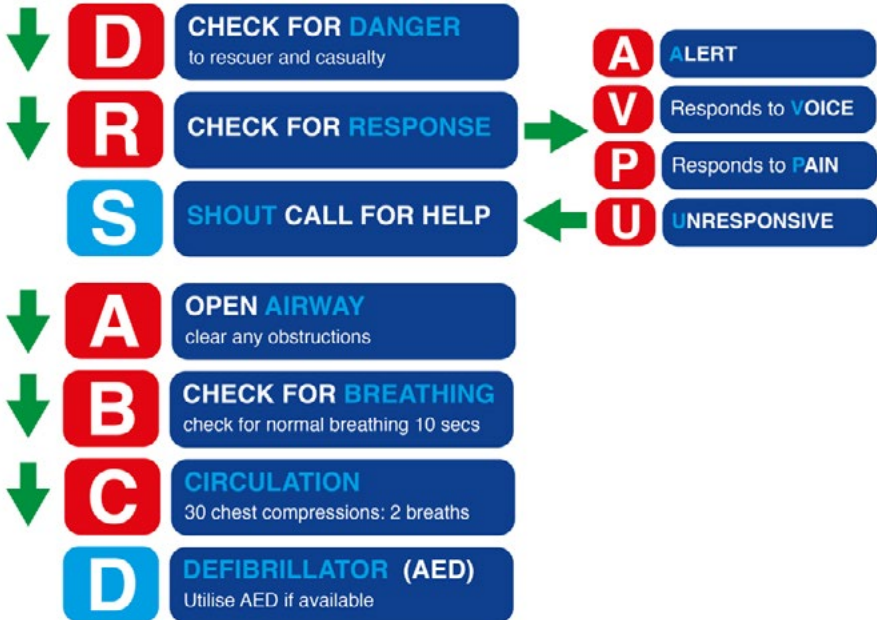 D
CHECK FOR DANGER
to rescuer and casualty
R
CHECK FOR RESPONSE
A
ALERT
V
Responds to VOICE
P
Responds to PAIN
U
UNRESPONSIVE
S
SHOUT CALL FOR HELP
A
OPEN AIRWAY
clear any obstructions
B
CHECK FOR BREATHING
check for normal breathing 10 secs
C
CIRCULATION
30 chest compressions: 2 breaths
D
DEFIBRILLATOR (AED)
Utilise AED if available